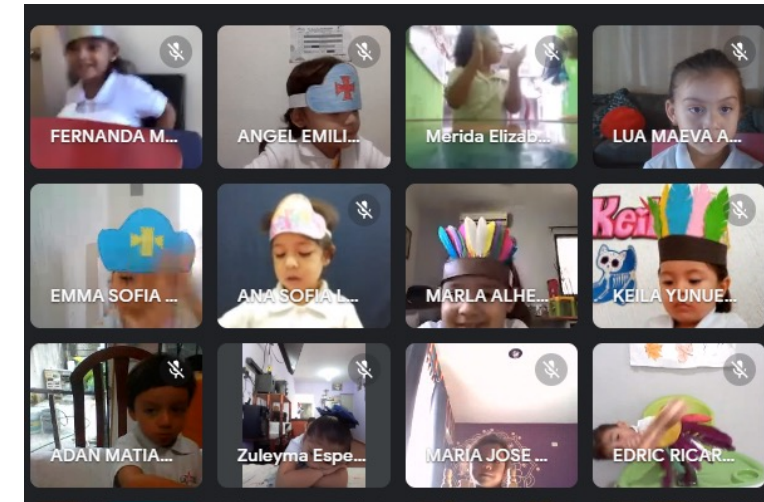 FERNANDA M...
ANGEL EMILI...
Merida Elizab...
LUA MAEVA A...
EMMA SOFIA ...
ANA SOFIA L...
MARLA ALHE...
KEILA YUNUE...
Keil
ADAN MATIA...
Zuleyma Espe...
MARIA JOSE ...
EDRIC RICAR...